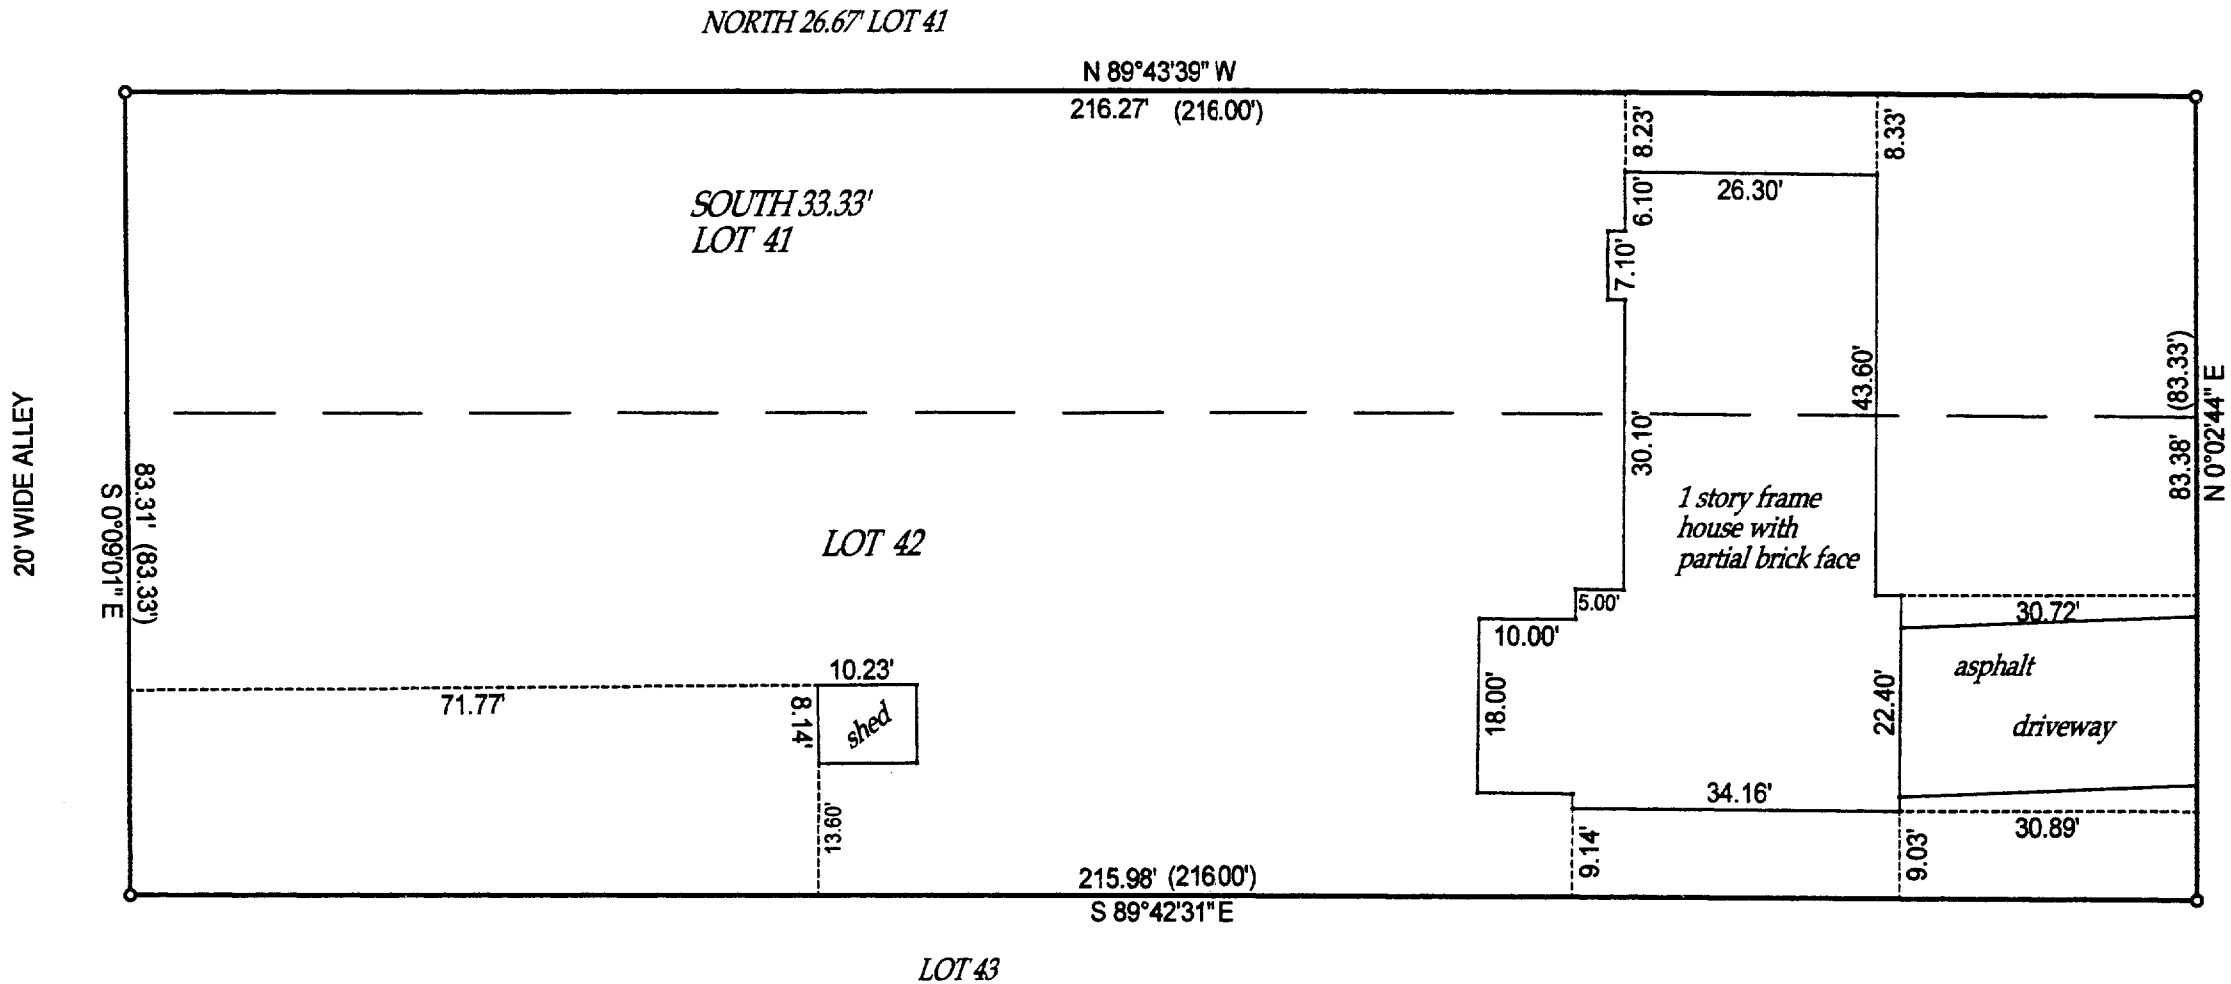 NORTH 26.67' LOT 41
N 89°43'39" W
216.27' (216.00')
8.23'
8.33'
SOUTH 33.33'
LOT 41
26.30'
6.10'
7.10'
43.60'
30.10'
(83.33')
83.38'
N 0°02'44" E
20' WIDE ALLEY
83.31' (83.33')
S 0°09'01" E
LOT 42
1 story frame
house with
partial brick face
5.00'
10.00'
30.72'
10.23'
71.77'
8.14'
shed
18.00'
22.40'
asphalt
driveway
34.16'
13.60'
9.14'
9.03'
30.89'
215.98' (216.00')
S 89°42'31" E
LOT 43